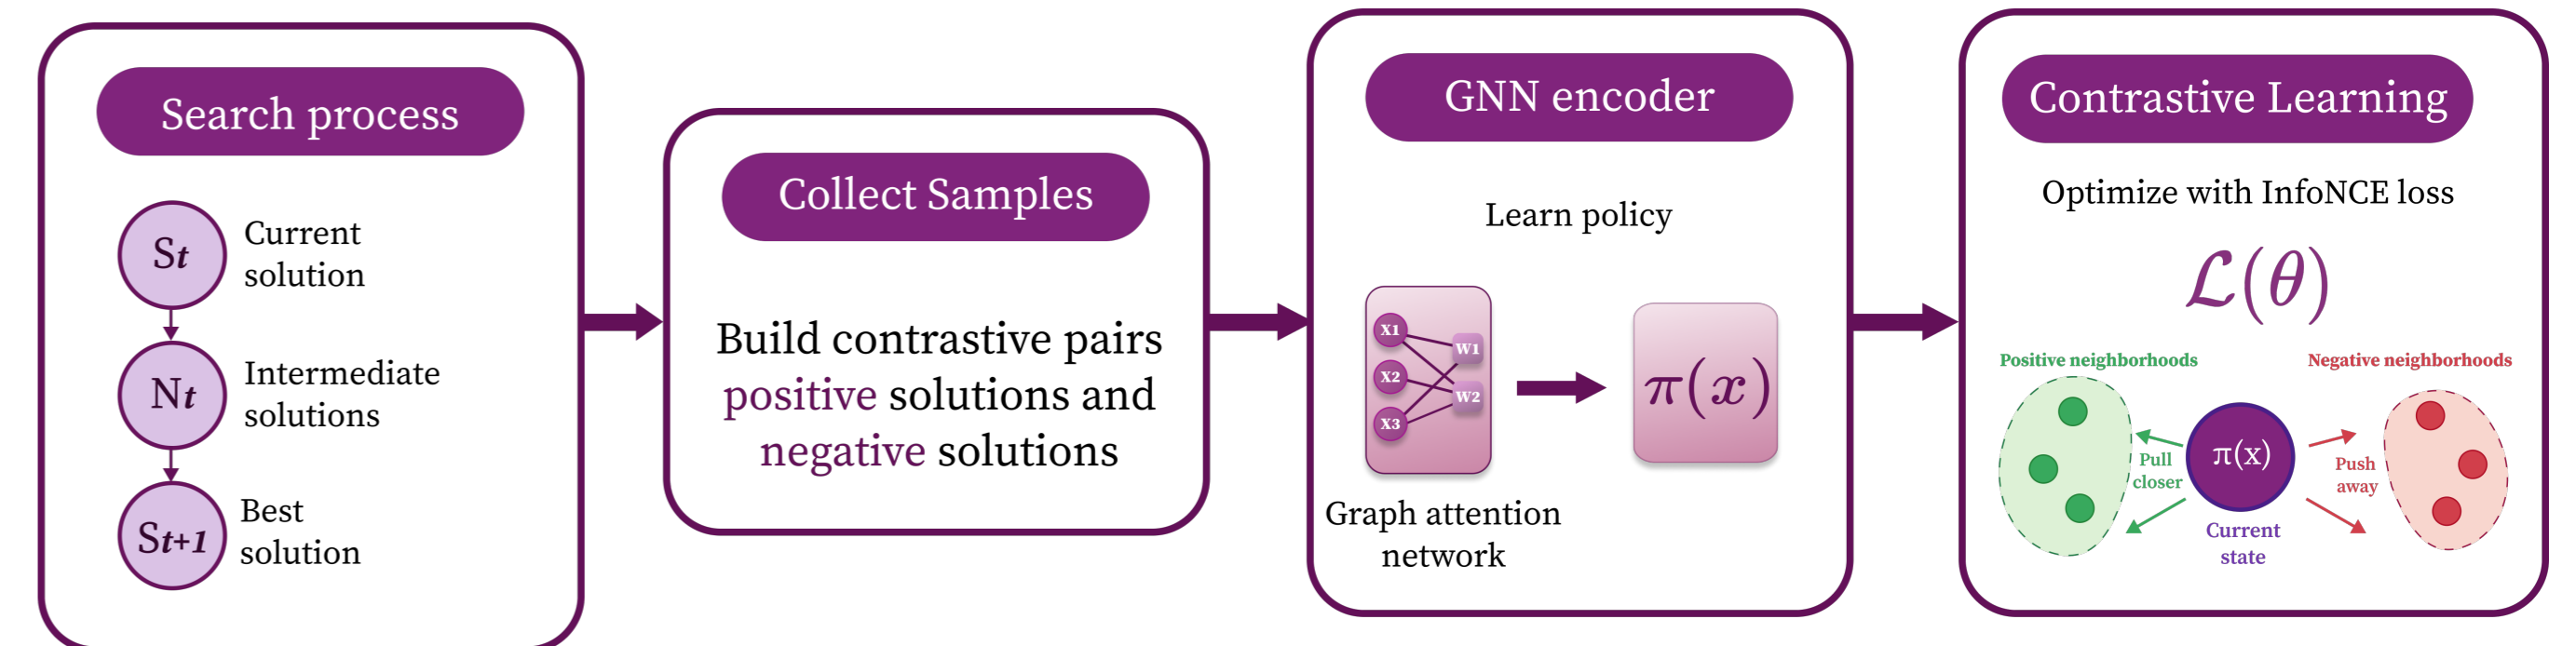 Search process
St
Current
solution
Nt
Intermediate
solutions
St+1
Best
solution
Collect Samples
Build contrastive pairs
positive solutions and
negative solutions
GNN encoder
Learn policy
X1
X2
X3
W1
W2
π(x)
Graph attention
network
Contrastive Learning
Optimize with InfoNCE loss
ℒ(θ)
Positive neighborhoods
Negative neighborhoods
Pull
closer
π(x)
Push
away
Current
state